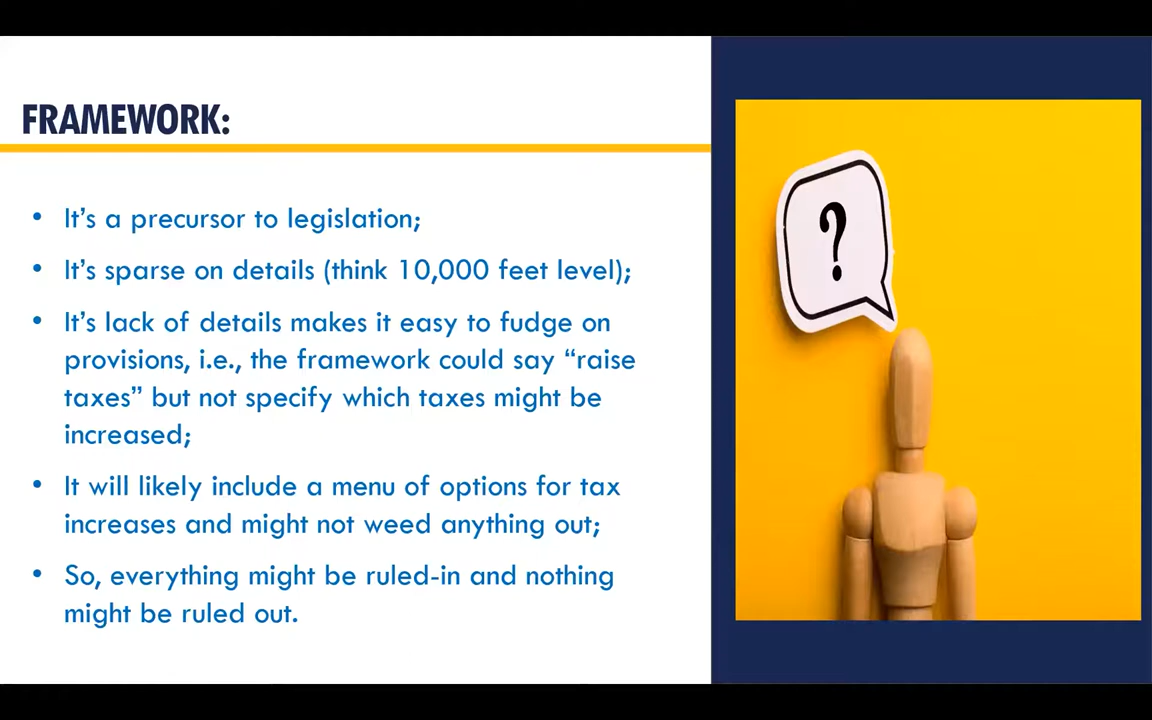 FRAMEWORK:
• It’s a precursor to legislation;
• It’s sparse on details (think 10,000 feet level);
• It’s lack of details makes it easy to fudge on
provisions, i.e., the framework could say “raise
taxes” but not specify which taxes might be
increased;
• It will likely include a menu of options for tax
increases and might not weed anything out;
• So, everything might be ruled-in and nothing
might be ruled out.
?